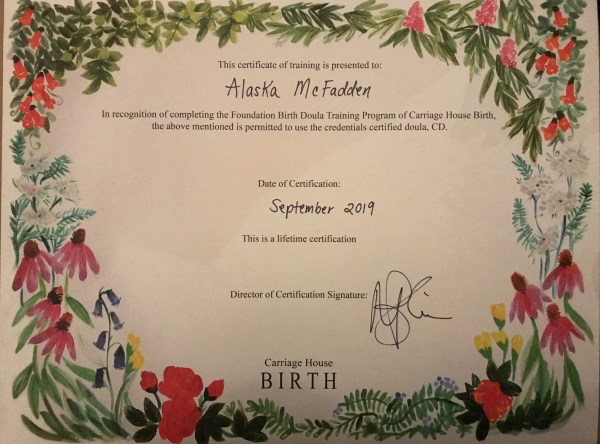 This certificate of training is presented to:
Alaska McFadden
In recognition of completing the Foundation Birth Doula Training Program of Carriage House Birth,
the above mentioned is permitted to use the credentials certified doula, CD.
Date of Certification:
September 2019
This is a lifetime certification
Director of Certification Signature:
Carriage House
BIRTH